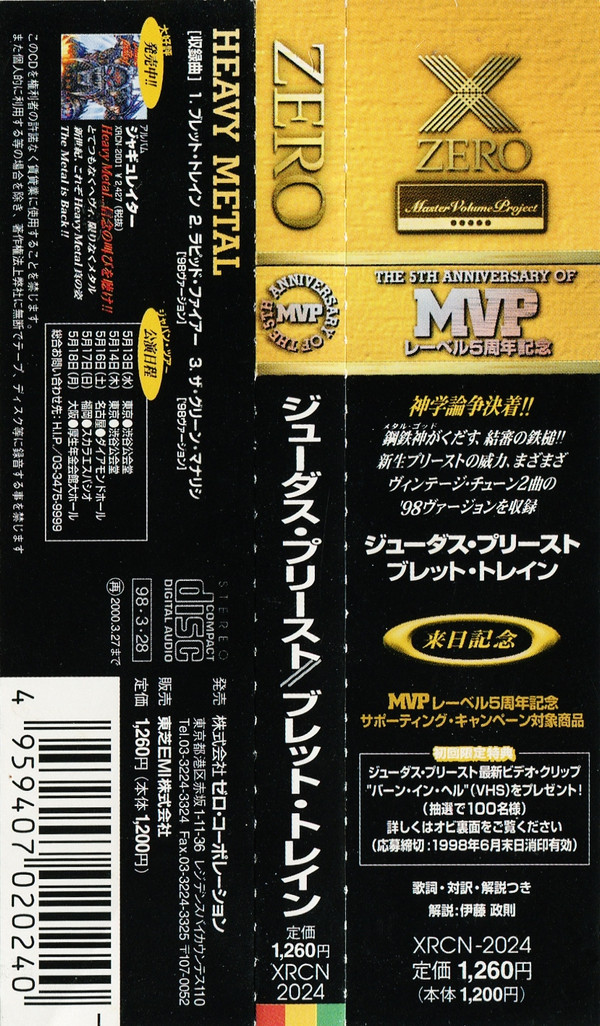 ZERO
Master Volume Project
THE 5TH ANNIVERSARY OF
MVP
レーベル5周年記念
神学論争決着!!
メタル・ゴッド
鋼鉄神がくだす、結審の鉄槌!!
新生プリーストの威力、まざまざ
ヴィンテージ・チューン2曲の
'98ヴァージョンを収録
ジューダス・プリースト
ブレット・トレイン
来日記念
MVPレーベル5周年記念
サポーティング・キャンペーン対象商品
初回限定特典
ジューダス・プリースト最新ビデオ・クリップ
"バーン・イン・ヘル"(VHS)をプレゼント!
(抽選で100名様)
詳しくはオビ裏面をご覧ください
(応募締切:1998年6月末日消印有効)
歌詞・対訳・解説つき
解説:伊藤 政則
XRCN-2024
定価 1,260円
(本体 1,200円)
ZERO
ANNIVERSARY OF THE 5TH
MVP
ジューダス・プリースト//ブレット・トレイン
定価
1,260円
XRCN
2024
HEAVY METAL
[収録曲] 1. ブレット・トレイン 2. ラピッド・ファイアー 3. ザ・グリーン・マナリシ
['98ヴァージョン] ['98ヴァージョン]
大好評
発売中!!
アルバム
ジャギュレイター
XRCN-2001 ¥2,427 (税抜)
Heavy Metal…信念の叫びを聴け!!
とてつもなくヘヴィ、限りなくメタル
新世紀、こそぞHeavy Metal真の姿
The Metal is Back!!
ジャパン・ツアー
公演日程
5月13日(水) 東京●渋谷公会堂
5月14日(木) 東京●渋谷公会堂
5月16日(土) 名古屋●ダイアモンドホール
5月17日(日) 福岡●スカラエスパシオ
5月18日(月) 大阪●厚生年金会館大ホール
総合お問い合わせ先:H.I.P./03-3475-9999
このCDを権利者の許諾なく賃貸業に使用することを禁じます。
また個人的に利用する等の場合を除き、著作権法上弊社に無断でテープ、ディスク等に録音する事を禁じます
STEREO
COMPACT
disc
DIGITAL AUDIO
98・3・28
再 2000.3.27まで
発売 株式会社 ゼロ・コーポレーション
東京都港区赤坂1-11-36 レジデンスバイカウンテス110
Tel.03-3224-3324 Fax.03-3224-3325 〒107-0052
販売 東芝EMI株式会社
定価 1,260円(本体 1,200円)
4 959407 020240